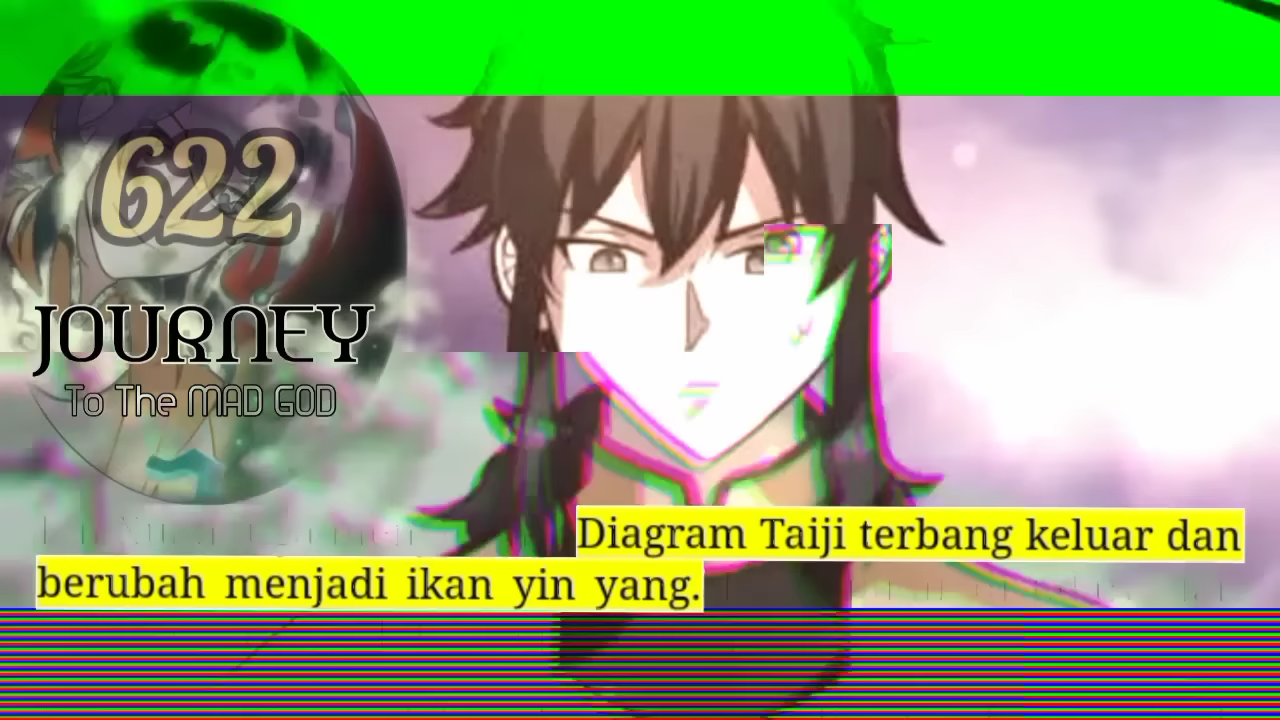 622
JOURNEY
To The MAD GOD
Diagram Taiji terbang keluar dan
berubah menjadi ikan yin yang.